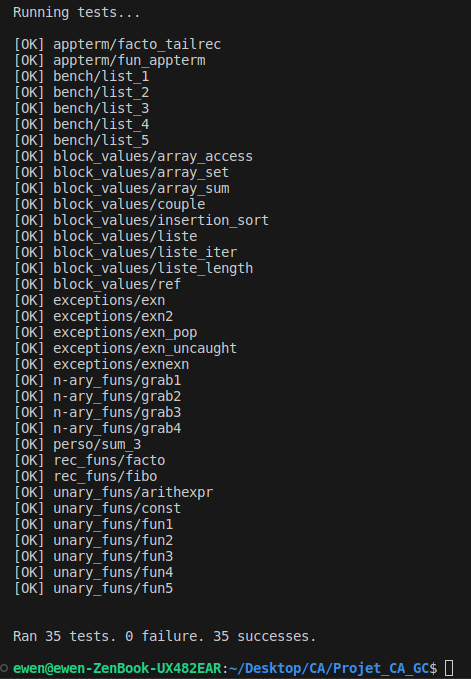 Running tests...
[OK] appterm/facto_tailrec
[OK] appterm/fun_appterm
[OK] bench/list_1
[OK] bench/list_2
[OK] bench/list_3
[OK] bench/list_4
[OK] bench/list_5
[OK] block_values/array_access
[OK] block_values/array_set
[OK] block_values/array_sum
[OK] block_values/couple
[OK] block_values/insertion_sort
[OK] block_values/liste
[OK] block_values/liste_iter
[OK] block_values/liste_length
[OK] block_values/ref
[OK] exceptions/exn
[OK] exceptions/exn2
[OK] exceptions/exn_pop
[OK] exceptions/exn_uncaught
[OK] exceptions/exnexn
[OK] n-ary_funs/grab1
[OK] n-ary_funs/grab2
[OK] n-ary_funs/grab3
[OK] n-ary_funs/grab4
[OK] perso/sum_3
[OK] rec_funs/facto
[OK] rec_funs/fibo
[OK] unary_funs/arithexpr
[OK] unary_funs/const
[OK] unary_funs/fun1
[OK] unary_funs/fun2
[OK] unary_funs/fun3
[OK] unary_funs/fun4
[OK] unary_funs/fun5
Ran 35 tests. 0 failure. 35 successes.
ewen@ewen-ZenBook-UX482EAR:~/Desktop/CA/Projet_CA_GC$